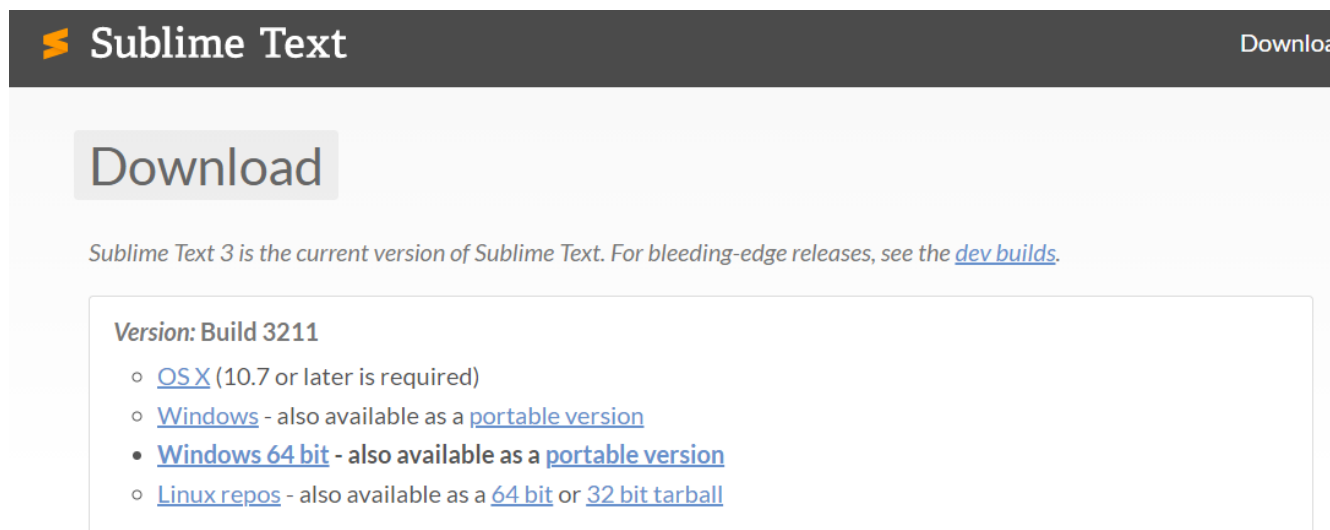 Sublime Text
Downloa
Download
Sublime Text 3 is the current version of Sublime Text. For bleeding-edge releases, see the dev builds.
Version: Build 3211
OS X (10.7 or later is required)
Windows - also available as a portable version
Windows 64 bit - also available as a portable version
Linux repos - also available as a 64 bit or 32 bit tarball